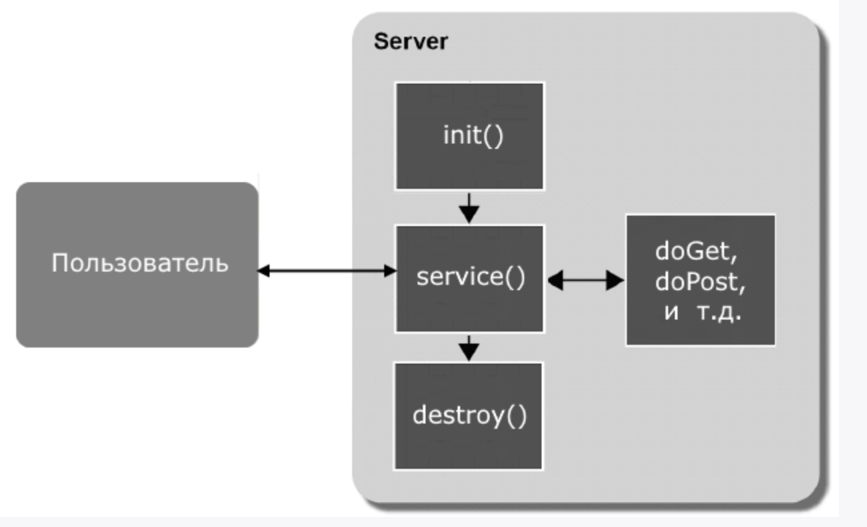 Server
init()
Пользователь
service()
doGet,
doPost,
и т.д.
destroy()